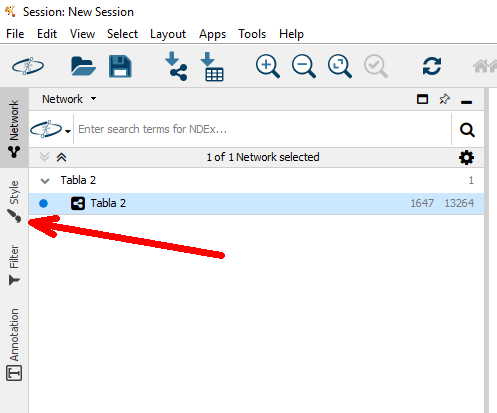 Session: New Session
File Edit View Select Layout Apps Tools Help
Network
Enter search terms for NDEx...
1 of 1 Network selected
Tabla 2 1
Tabla 2 1647 13264
Network
Style
Filter
Annotation